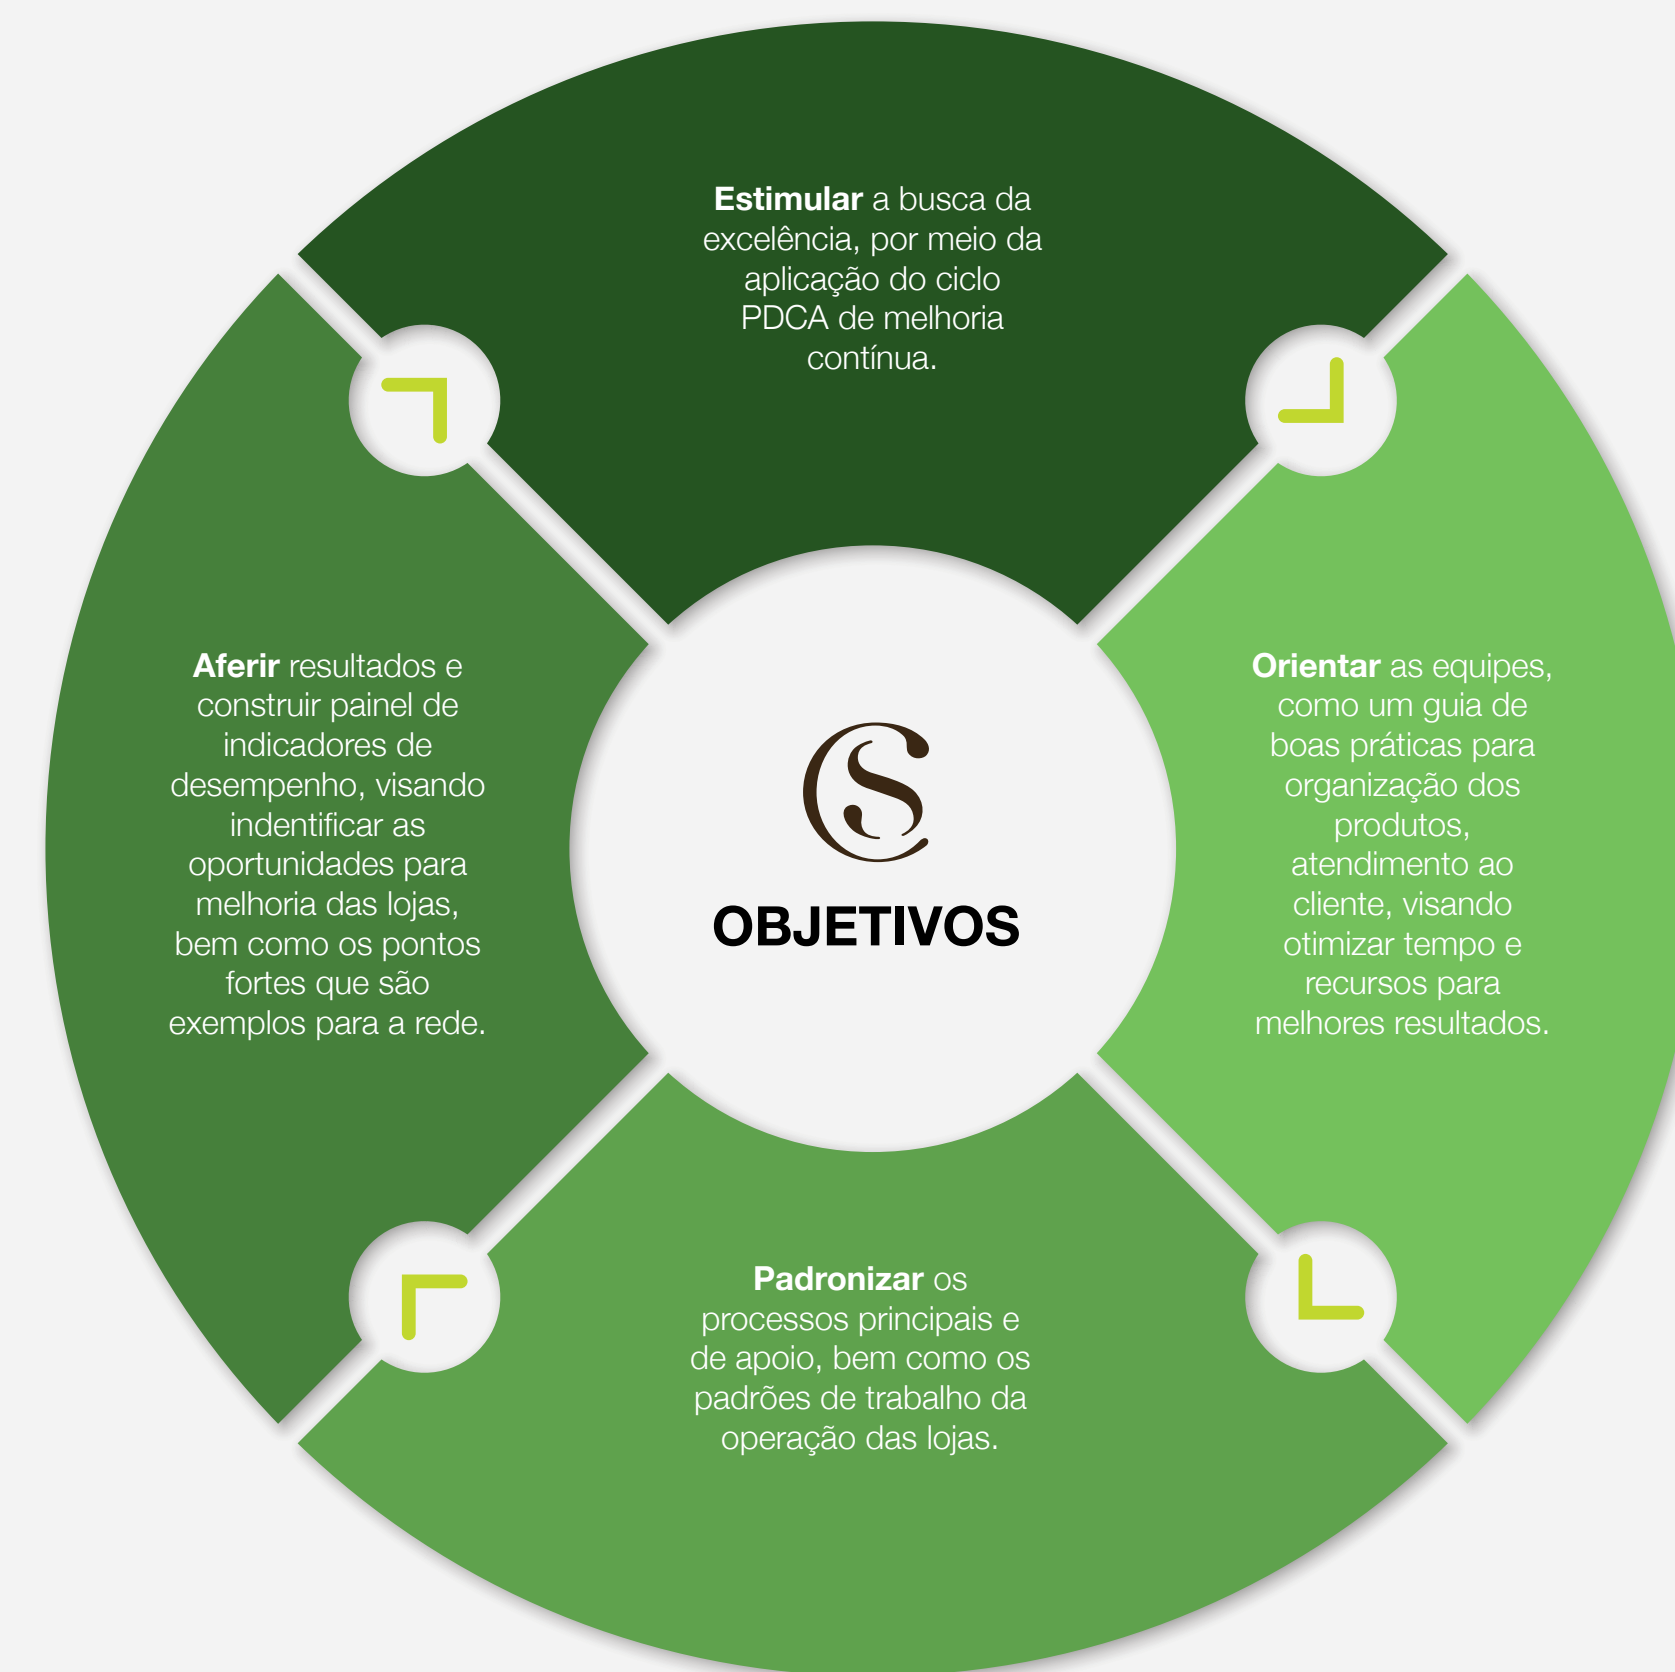 Estimular a busca da
excelência, por meio da
aplicação do ciclo
PDCA de melhoria
contínua.
Aferir resultados e
construir painel de
indicadores de
desempenho, visando
indentificar as
oportunidades para
melhoria das lojas,
bem como os pontos
fortes que são
exemplos para a rede.
CS
OBJETIVOS
Orientar as equipes,
como um guia de
boas práticas para
organização dos
produtos,
atendimento ao
cliente, visando
otimizar tempo e
recursos para
melhores resultados.
Padronizar os
processos principais e
de apoio, bem como os
padrões de trabalho da
operação das lojas.